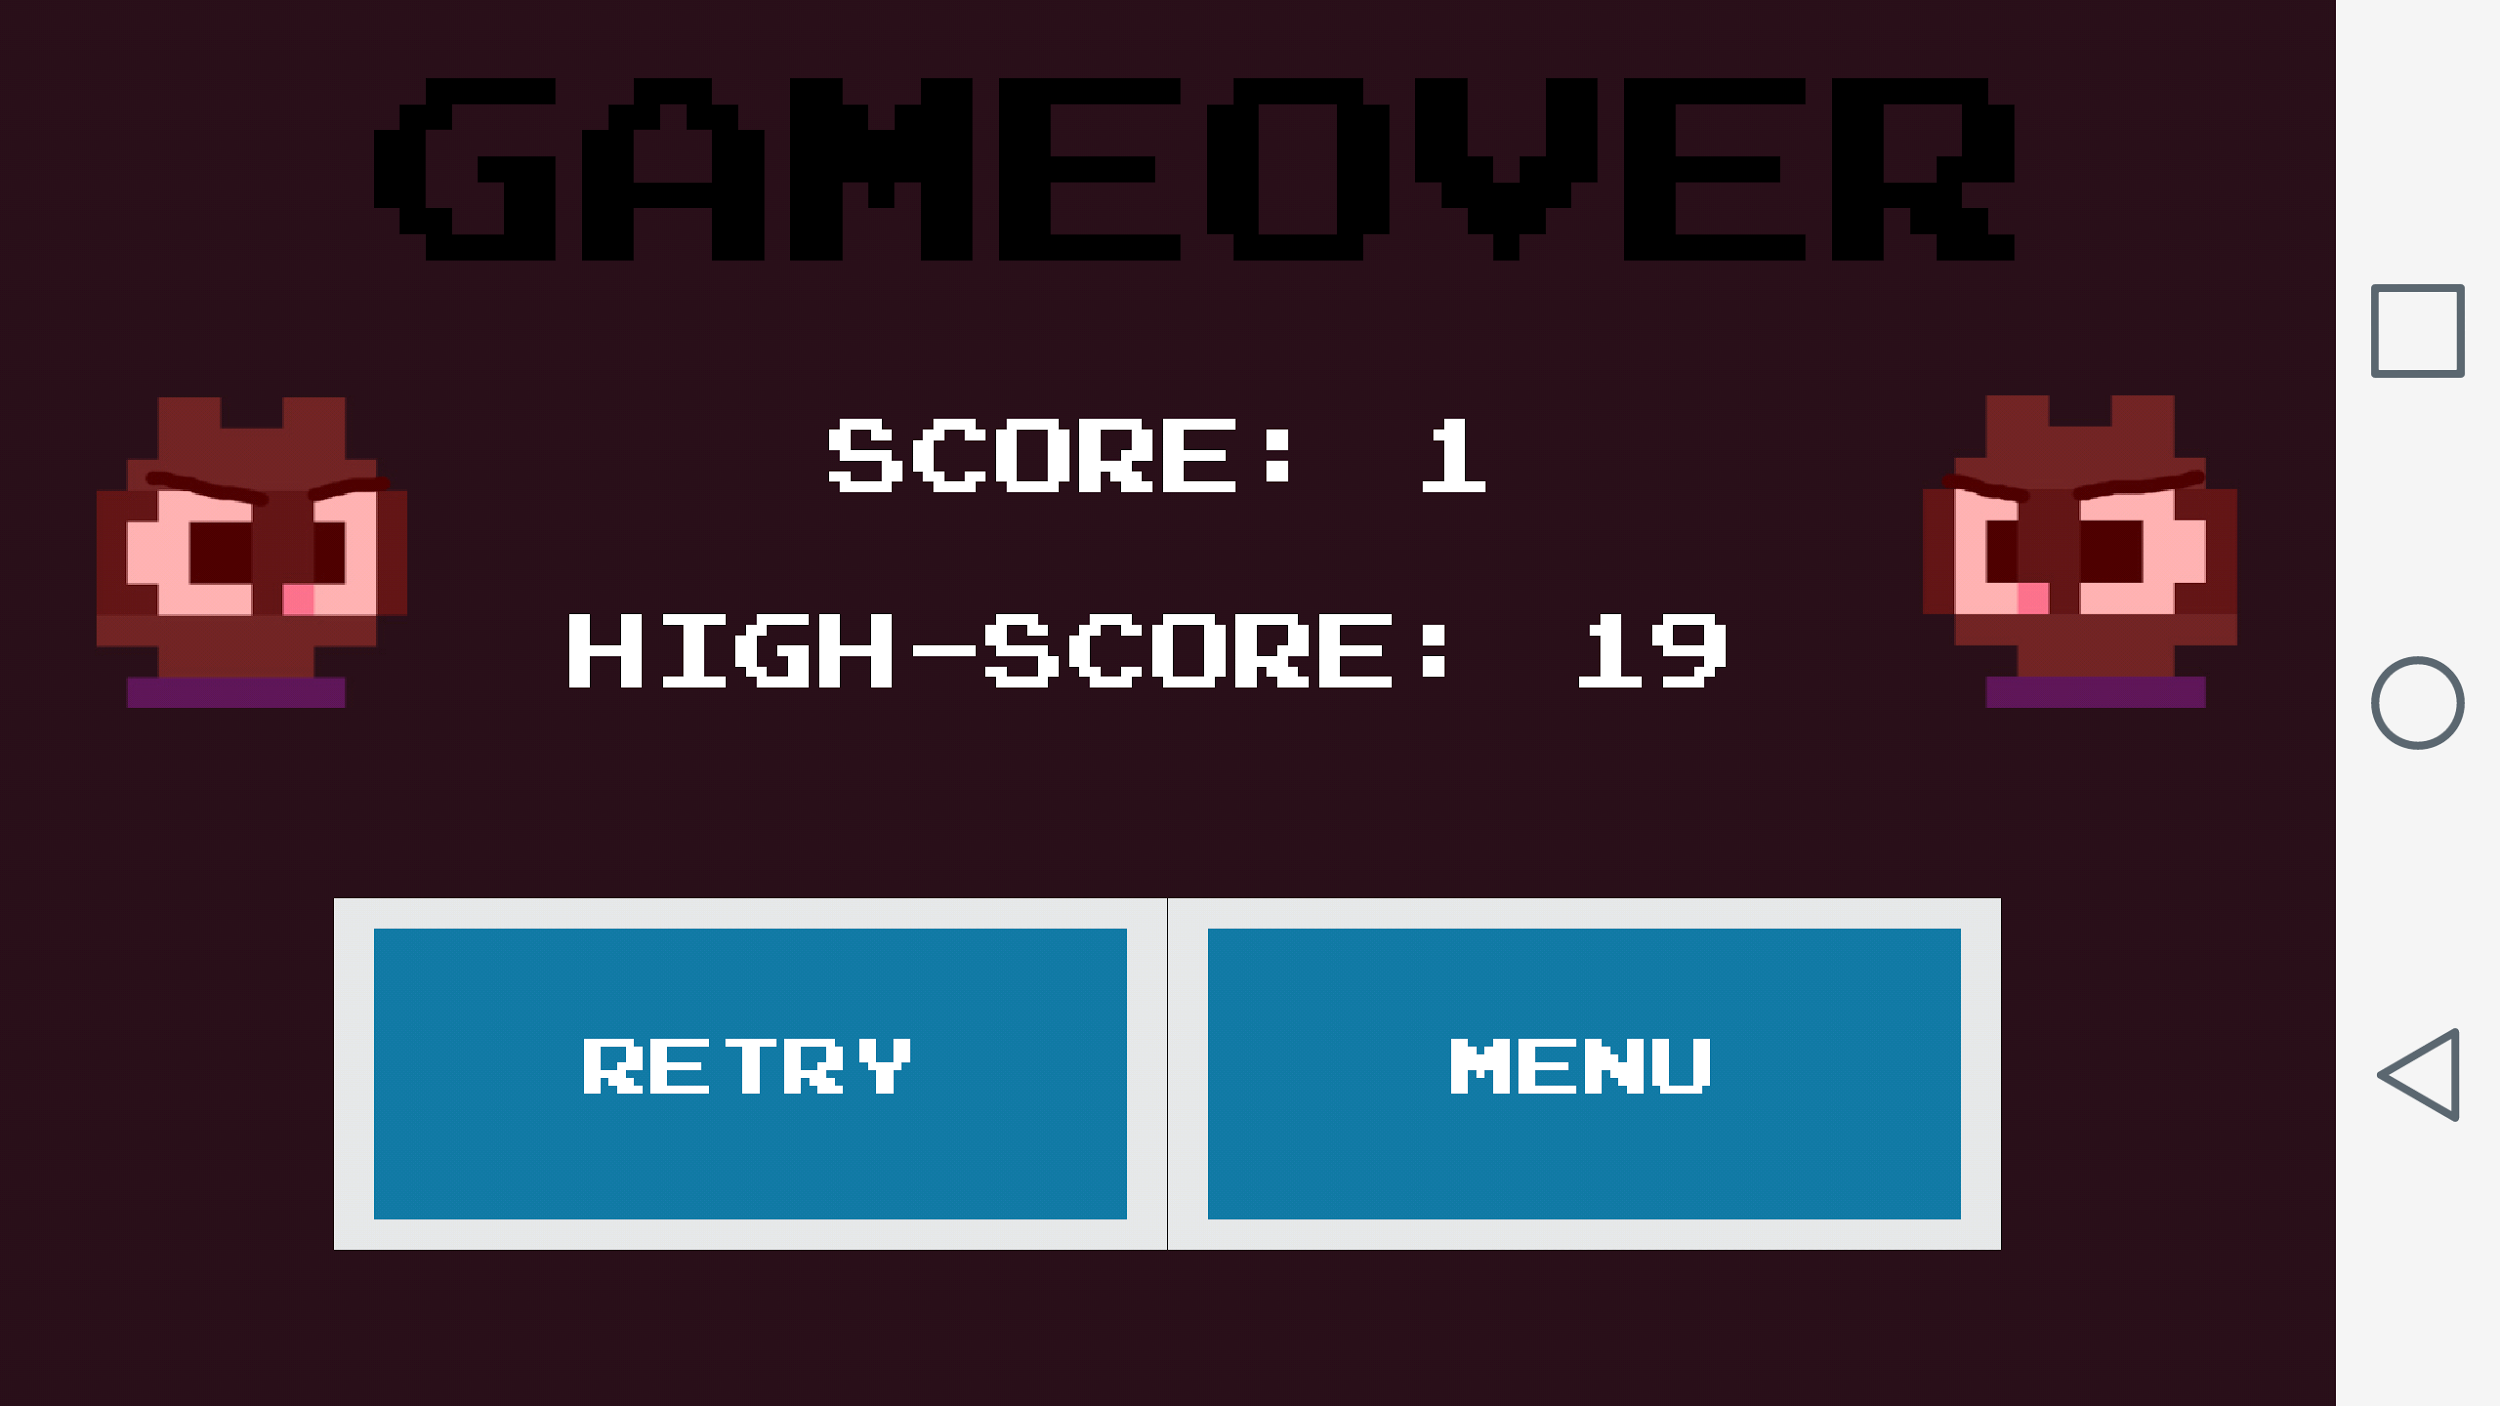 GAMEOVER
SCORE: 1
HIGH-SCORE: 19
RETRY
MENU